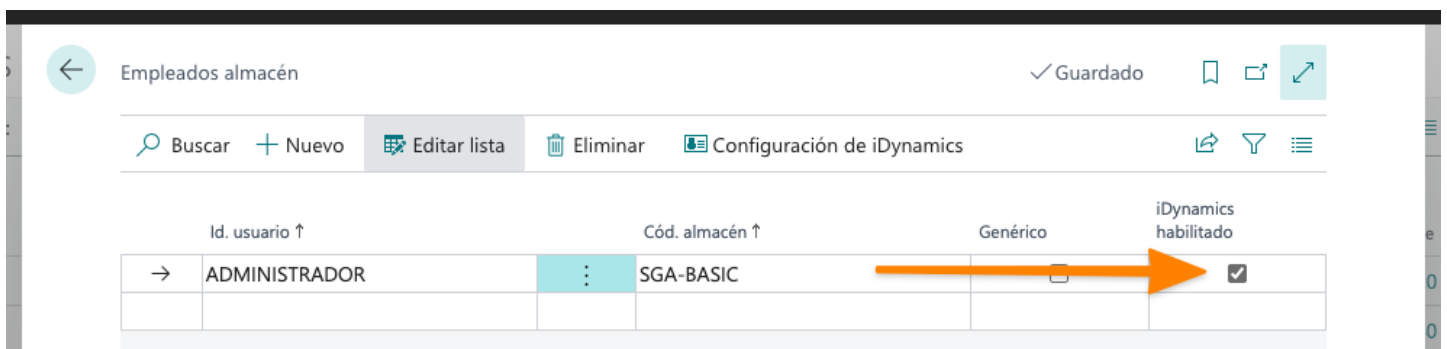 Empleados almacén
Guardado
Buscar Nuevo Editar lista Eliminar Configuración de iDynamics
Id. usuario ↑ Cód. almacén ↑ Genérico iDynamics habilitado
ADMINISTRADOR SGA-BASIC